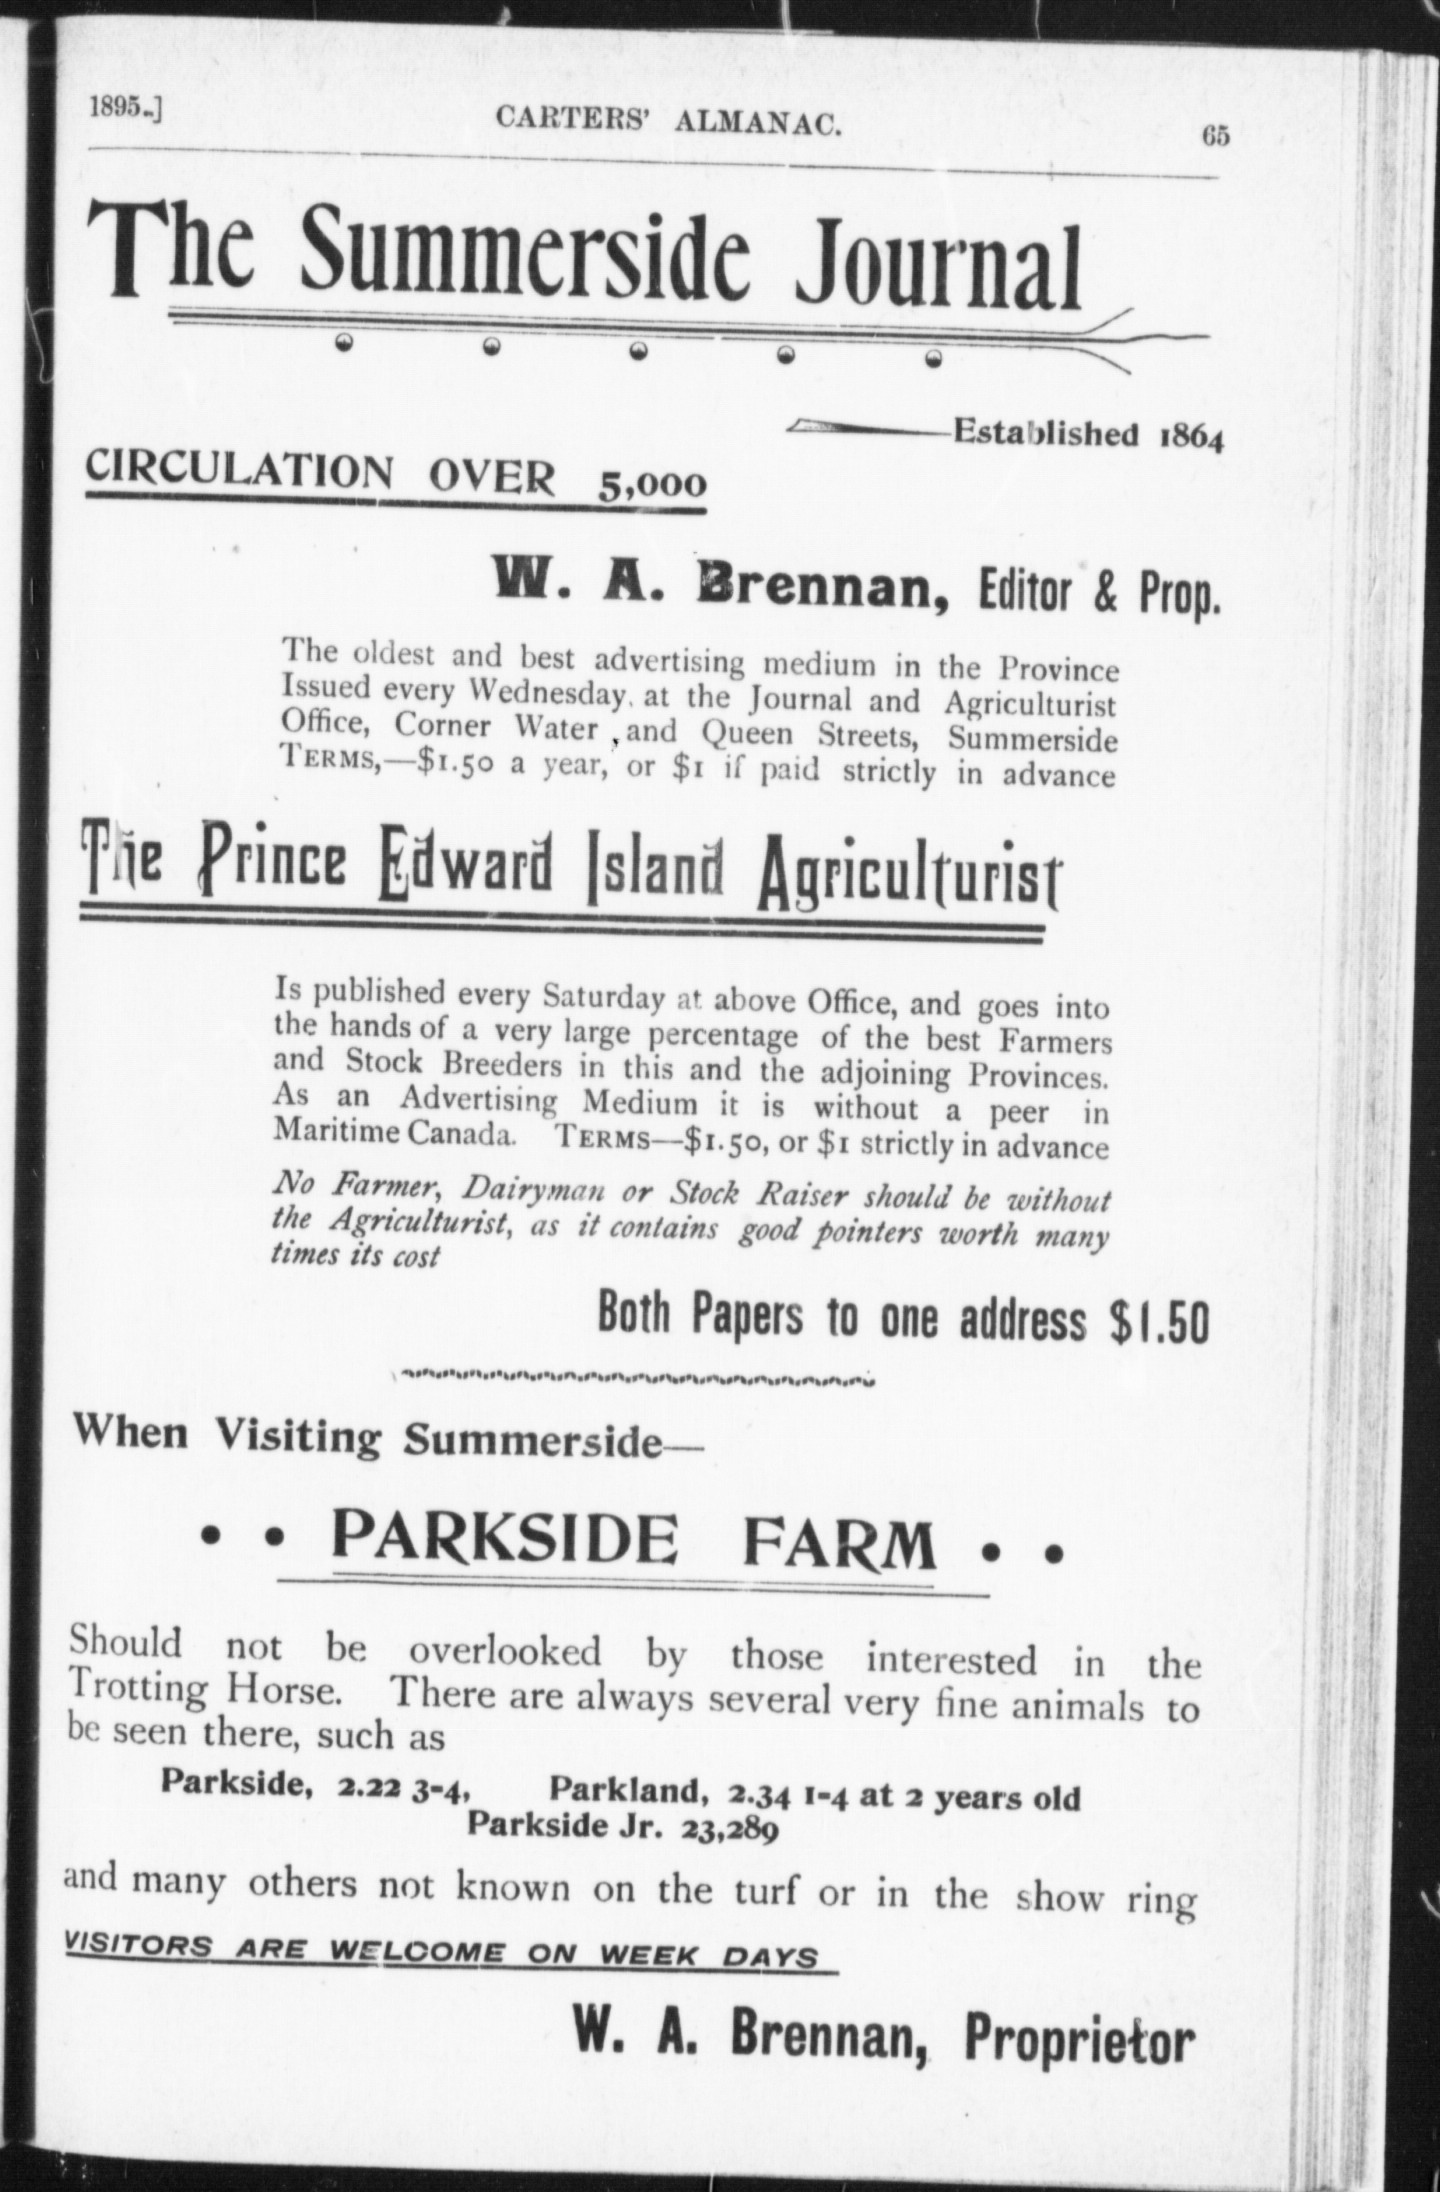 1895.]
CARTERS' ALMANAC.
65
The Summerside Journal
Established 1864
CIRCULATION OVER 5,000
W. A. Brennan, Editor & Prop.
The oldest and best advertising medium in the Province
Issued every Wednesday, at the Journal and Agriculturist
Office, Corner Water and Queen Streets, Summerside
TERMS,—$1.50 a year, or $1 if paid strictly in advance
The Prince Edward Island Agriculturist
Is published every Saturday at above Office, and goes into
the hands of a very large percentage of the best Farmers
and Stock Breeders in this and the adjoining Provinces.
As an Advertising Medium it is without a peer in
Maritime Canada. TERMS—$1.50, or $1 strictly in advance
No Farmer, Dairyman or Stock Raiser should be without
the Agriculturist, as it contains good pointers worth many
times its cost
Both Papers to one address $1.50
When Visiting Summerside—
• • PARKSIDE FARM • •
Should not be overlooked by those interested in the
Trotting Horse. There are always several very fine animals to
be seen there, such as
Parkside, 2.22 3-4, Parkland, 2.34 1-4 at 2 years old
Parkside Jr. 23,289
and many others not known on the turf or in the show ring
VISITORS ARE WELCOME ON WEEK DAYS
W. A. Brennan, Proprietor